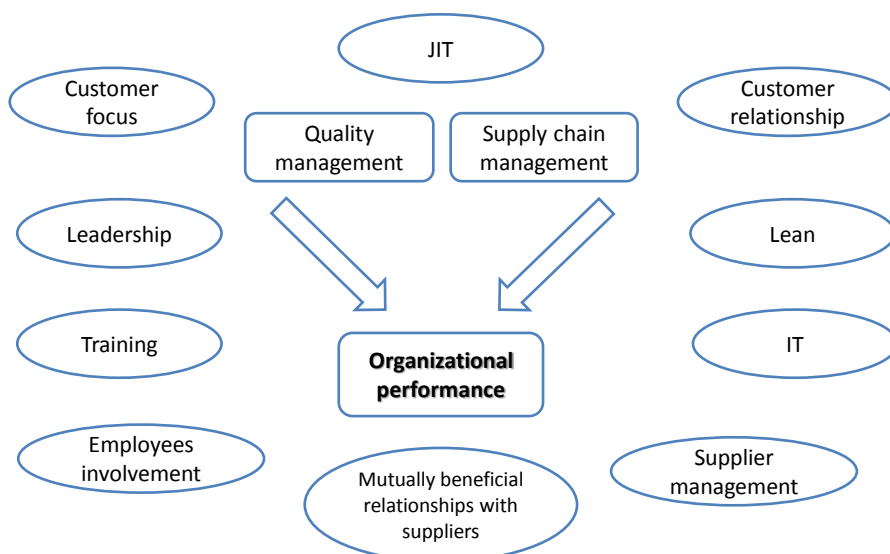 JIT
Customer
focus
Customer
relationship
Quality
management
Supply chain
management
Leadership
Lean
Training
IT
Organizational
performance
Employees
involvement
Mutually beneficial
relationships with
suppliers
Supplier
management